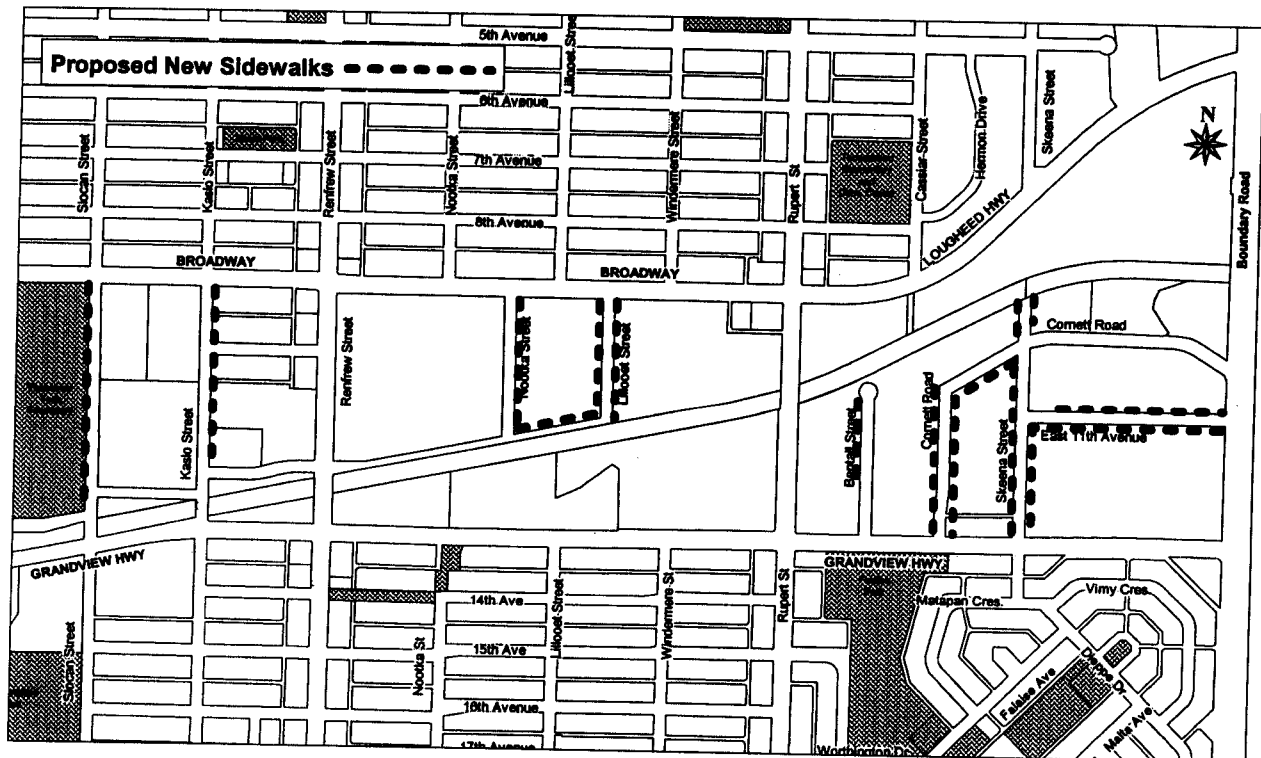 5th Avenue
Lillooet Street
Proposed New Sidewalks
6th Avenue
Slocan Street
Kaslo Street
Renfrew Street
Nootka Street
7th Avenue
Windermere Street
Rupert St
Cassiar Street
Hermon Drive
Skeena Street
N
8th Avenue
Boundary Road
LOUGHEED HWY
BROADWAY
BROADWAY
Kaslo Street
Renfrew Street
Nootka Street
Lillooet Street
Cornett Road
Bentall Street
Cornett Road
Skeena Street
East 11th Avenue
GRANDVIEW HWY
GRANDVIEW HWY.
Slocan Street
Nootka St
14th Ave
Lillooet Street
Windermere St
Rupert St
Matapan Cres.
Vimy Cres.
15th Ave
Dieppe Dr.
Falaise Ave
Malta Ave.
16th Avenue
17th Avenue
Worthington Dr.